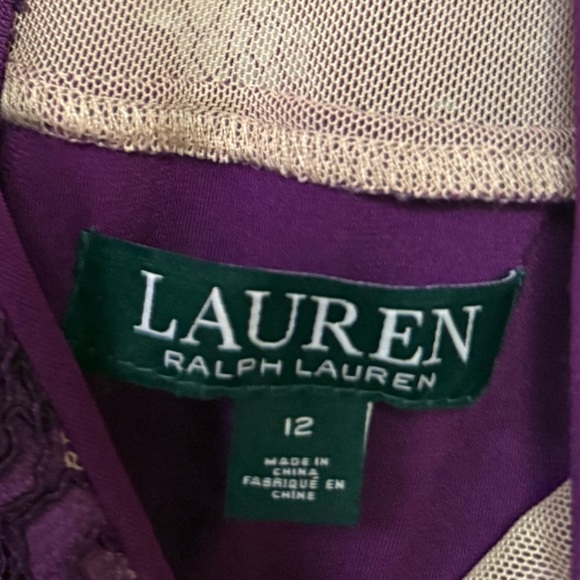 LAUREN
RALPH LAUREN
12
MADE IN
CHINA
FABRIQUÉ EN
CHINE